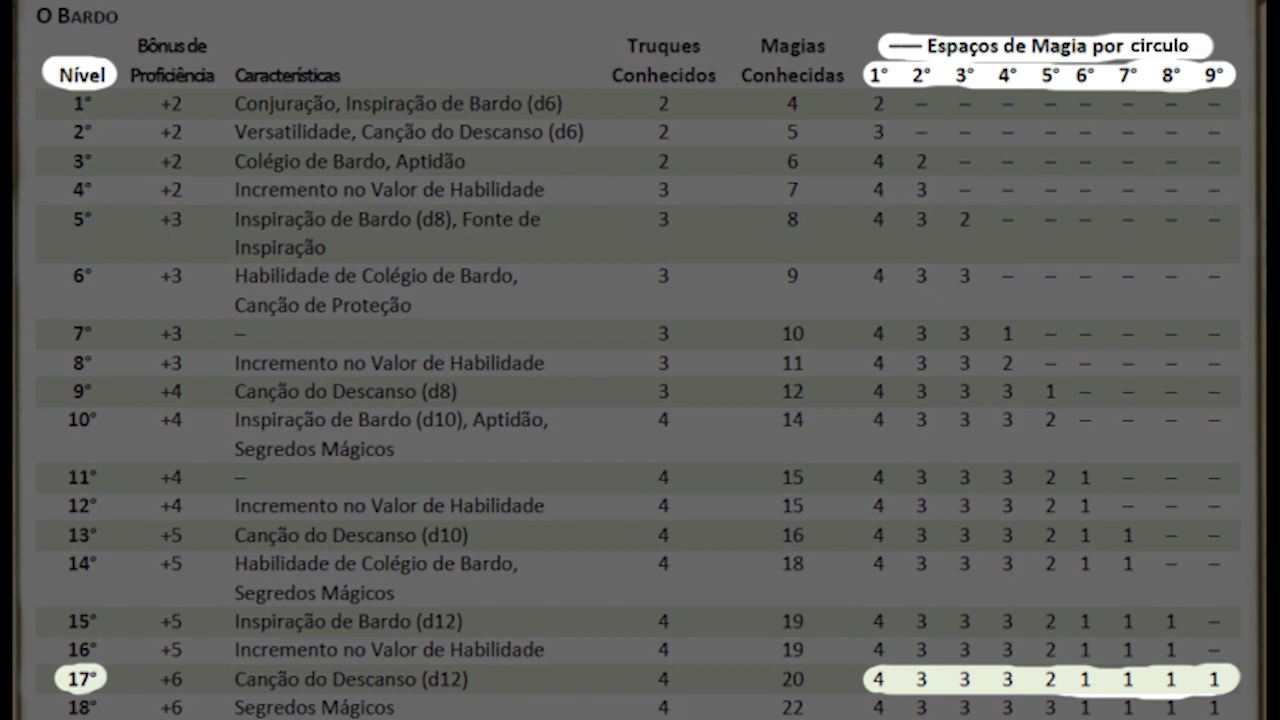 O BARDO
Bônus de Truques Magias — Espaços de Magia por circulo
Nível Proficiência Características Conhecidos Conhecidas 1° 2° 3° 4° 5° 6° 7° 8° 9°
1° +2 Conjuração, Inspiração de Bardo (d6) 2 4 2 – – – – – – – –
2° +2 Versatilidade, Canção do Descanso (d6) 2 5 3 – – – – – – – –
3° +2 Colégio de Bardo, Aptidão 2 6 4 2 – – – – – – –
4° +2 Incremento no Valor de Habilidade 3 7 4 3 – – – – – – –
5° +3 Inspiração de Bardo (d8), Fonte de 3 8 4 3 2 – – – – – –
Inspiração
6° +3 Habilidade de Colégio de Bardo, 3 9 4 3 3 – – – – – –
Canção de Proteção
7° +3 – 3 10 4 3 3 1 – – – – –
8° +3 Incremento no Valor de Habilidade 3 11 4 3 3 2 – – – – –
9° +4 Canção do Descanso (d8) 3 12 4 3 3 3 1 – – – –
10° +4 Inspiração de Bardo (d10), Aptidão, 4 14 4 3 3 3 2 – – – –
Segredos Mágicos
11° +4 – 4 15 4 3 3 3 2 1 – – –
12° +4 Incremento no Valor de Habilidade 4 15 4 3 3 3 2 1 – – –
13° +5 Canção do Descanso (d10) 4 16 4 3 3 3 2 1 1 – –
14° +5 Habilidade de Colégio de Bardo, 4 18 4 3 3 3 2 1 1 – –
Segredos Mágicos
15° +5 Inspiração de Bardo (d12) 4 19 4 3 3 3 2 1 1 1 –
16° +5 Incremento no Valor de Habilidade 4 19 4 3 3 3 2 1 1 1 –
17° +6 Canção do Descanso (d12) 4 20 4 3 3 3 2 1 1 1 1
18° +6 Segredos Mágicos 4 22 4 3 3 3 3 1 1 1 1